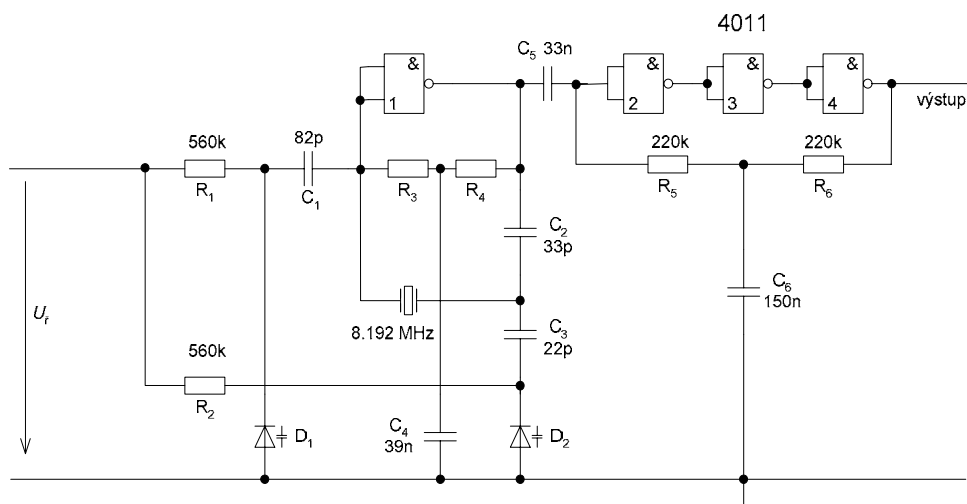 4011
C5 33n
&
1
&
2
&
3
&
4
výstup
560k
R1
82p
C1
R3
R4
220k
R5
220k
R6
C2
33p
C6
150n
8.192 MHz
C3
22p
Uř
560k
R2
D1
C4
39n
D2